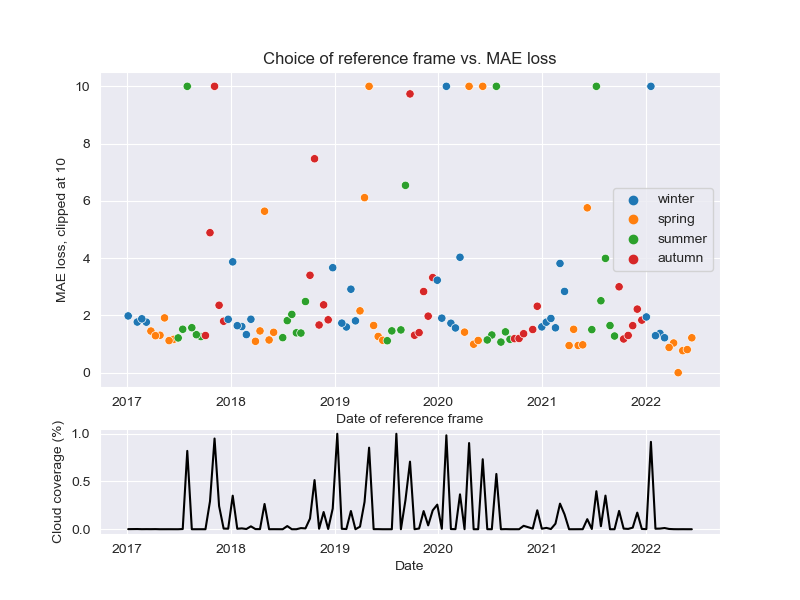 Choice of reference frame vs. MAE loss
MAE loss, clipped at 10
10
8
6
4
2
0
winter
spring
summer
autumn
2017 2018 2019 2020 2021 2022
Date of reference frame
Cloud coverage (%)
1.0
0.5
0.0
2017 2018 2019 2020 2021 2022
Date